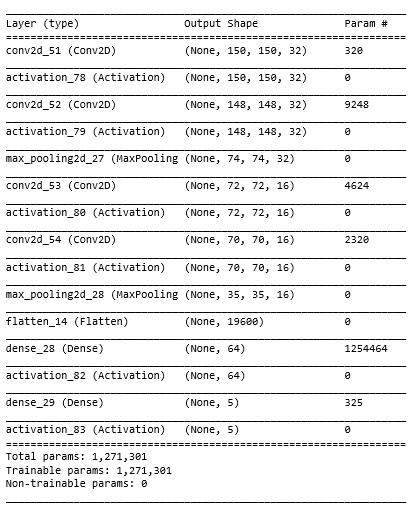 Layer (type) Output Shape Param #
conv2d_51 (Conv2D) (None, 150, 150, 32) 320
activation_78 (Activation) (None, 150, 150, 32) 0
conv2d_52 (Conv2D) (None, 148, 148, 32) 9248
activation_79 (Activation) (None, 148, 148, 32) 0
max_pooling2d_27 (MaxPooling (None, 74, 74, 32) 0
conv2d_53 (Conv2D) (None, 72, 72, 16) 4624
activation_80 (Activation) (None, 72, 72, 16) 0
conv2d_54 (Conv2D) (None, 70, 70, 16) 2320
activation_81 (Activation) (None, 70, 70, 16) 0
max_pooling2d_28 (MaxPooling (None, 35, 35, 16) 0
flatten_14 (Flatten) (None, 19600) 0
dense_28 (Dense) (None, 64) 1254464
activation_82 (Activation) (None, 64) 0
dense_29 (Dense) (None, 5) 325
activation_83 (Activation) (None, 5) 0
Total params: 1,271,301
Trainable params: 1,271,301
Non-trainable params: 0